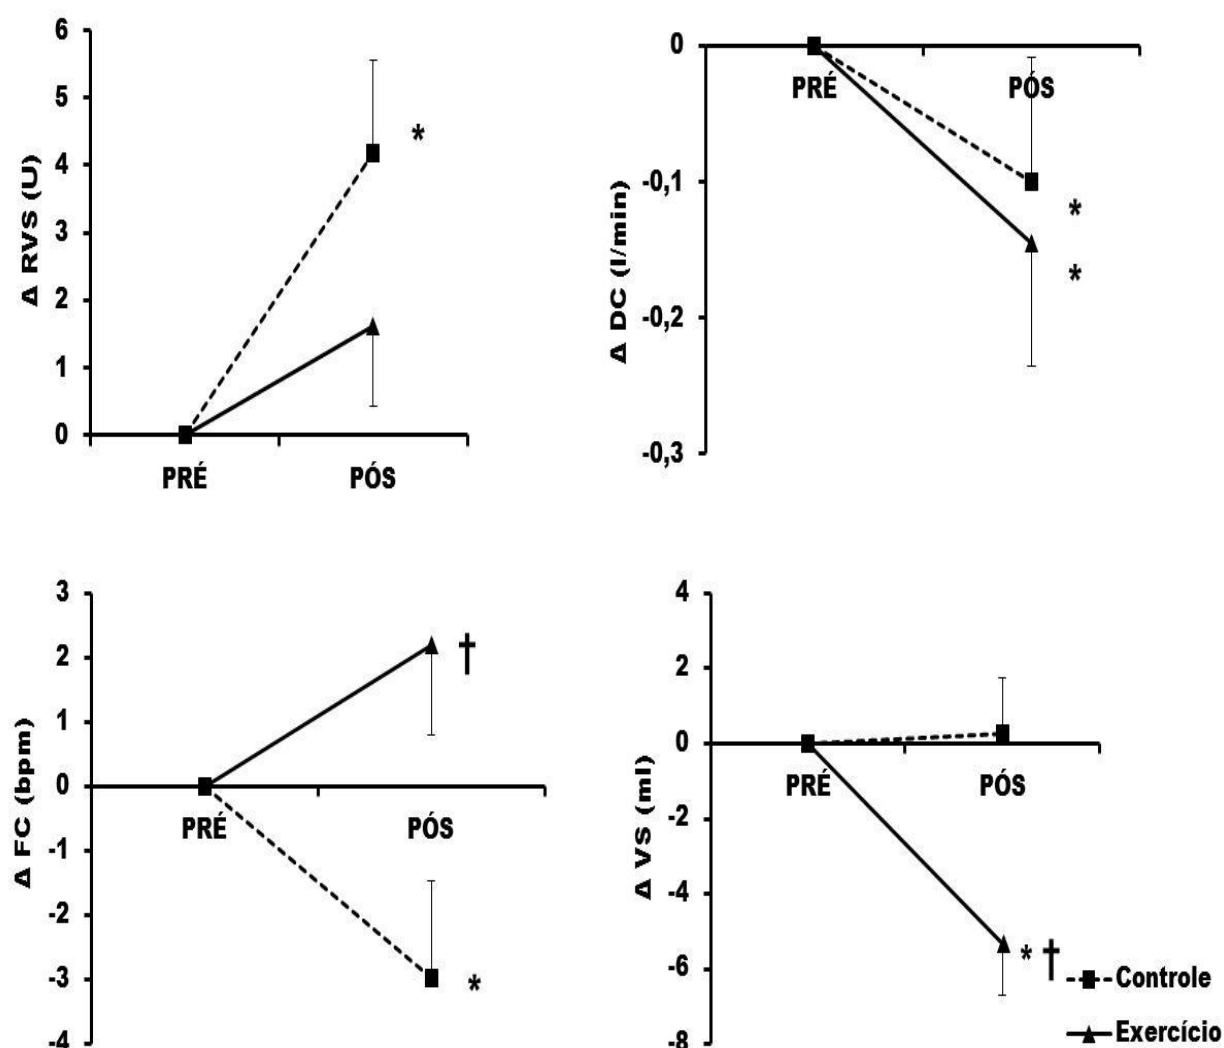 6
5
4
3
2
1
0
Δ RVS (U)
*
PRÉ
PÓS
0
-0,1
-0,2
-0,3
Δ DC (l/min)
PRÉ
PÓS
*
*
3
2
1
0
-1
-2
-3
-4
Δ FC (bpm)
†
PRÉ
PÓS
*
4
2
0
-2
-4
-6
-8
Δ VS (ml)
PRÉ
PÓS
* †
Controle
Exercício